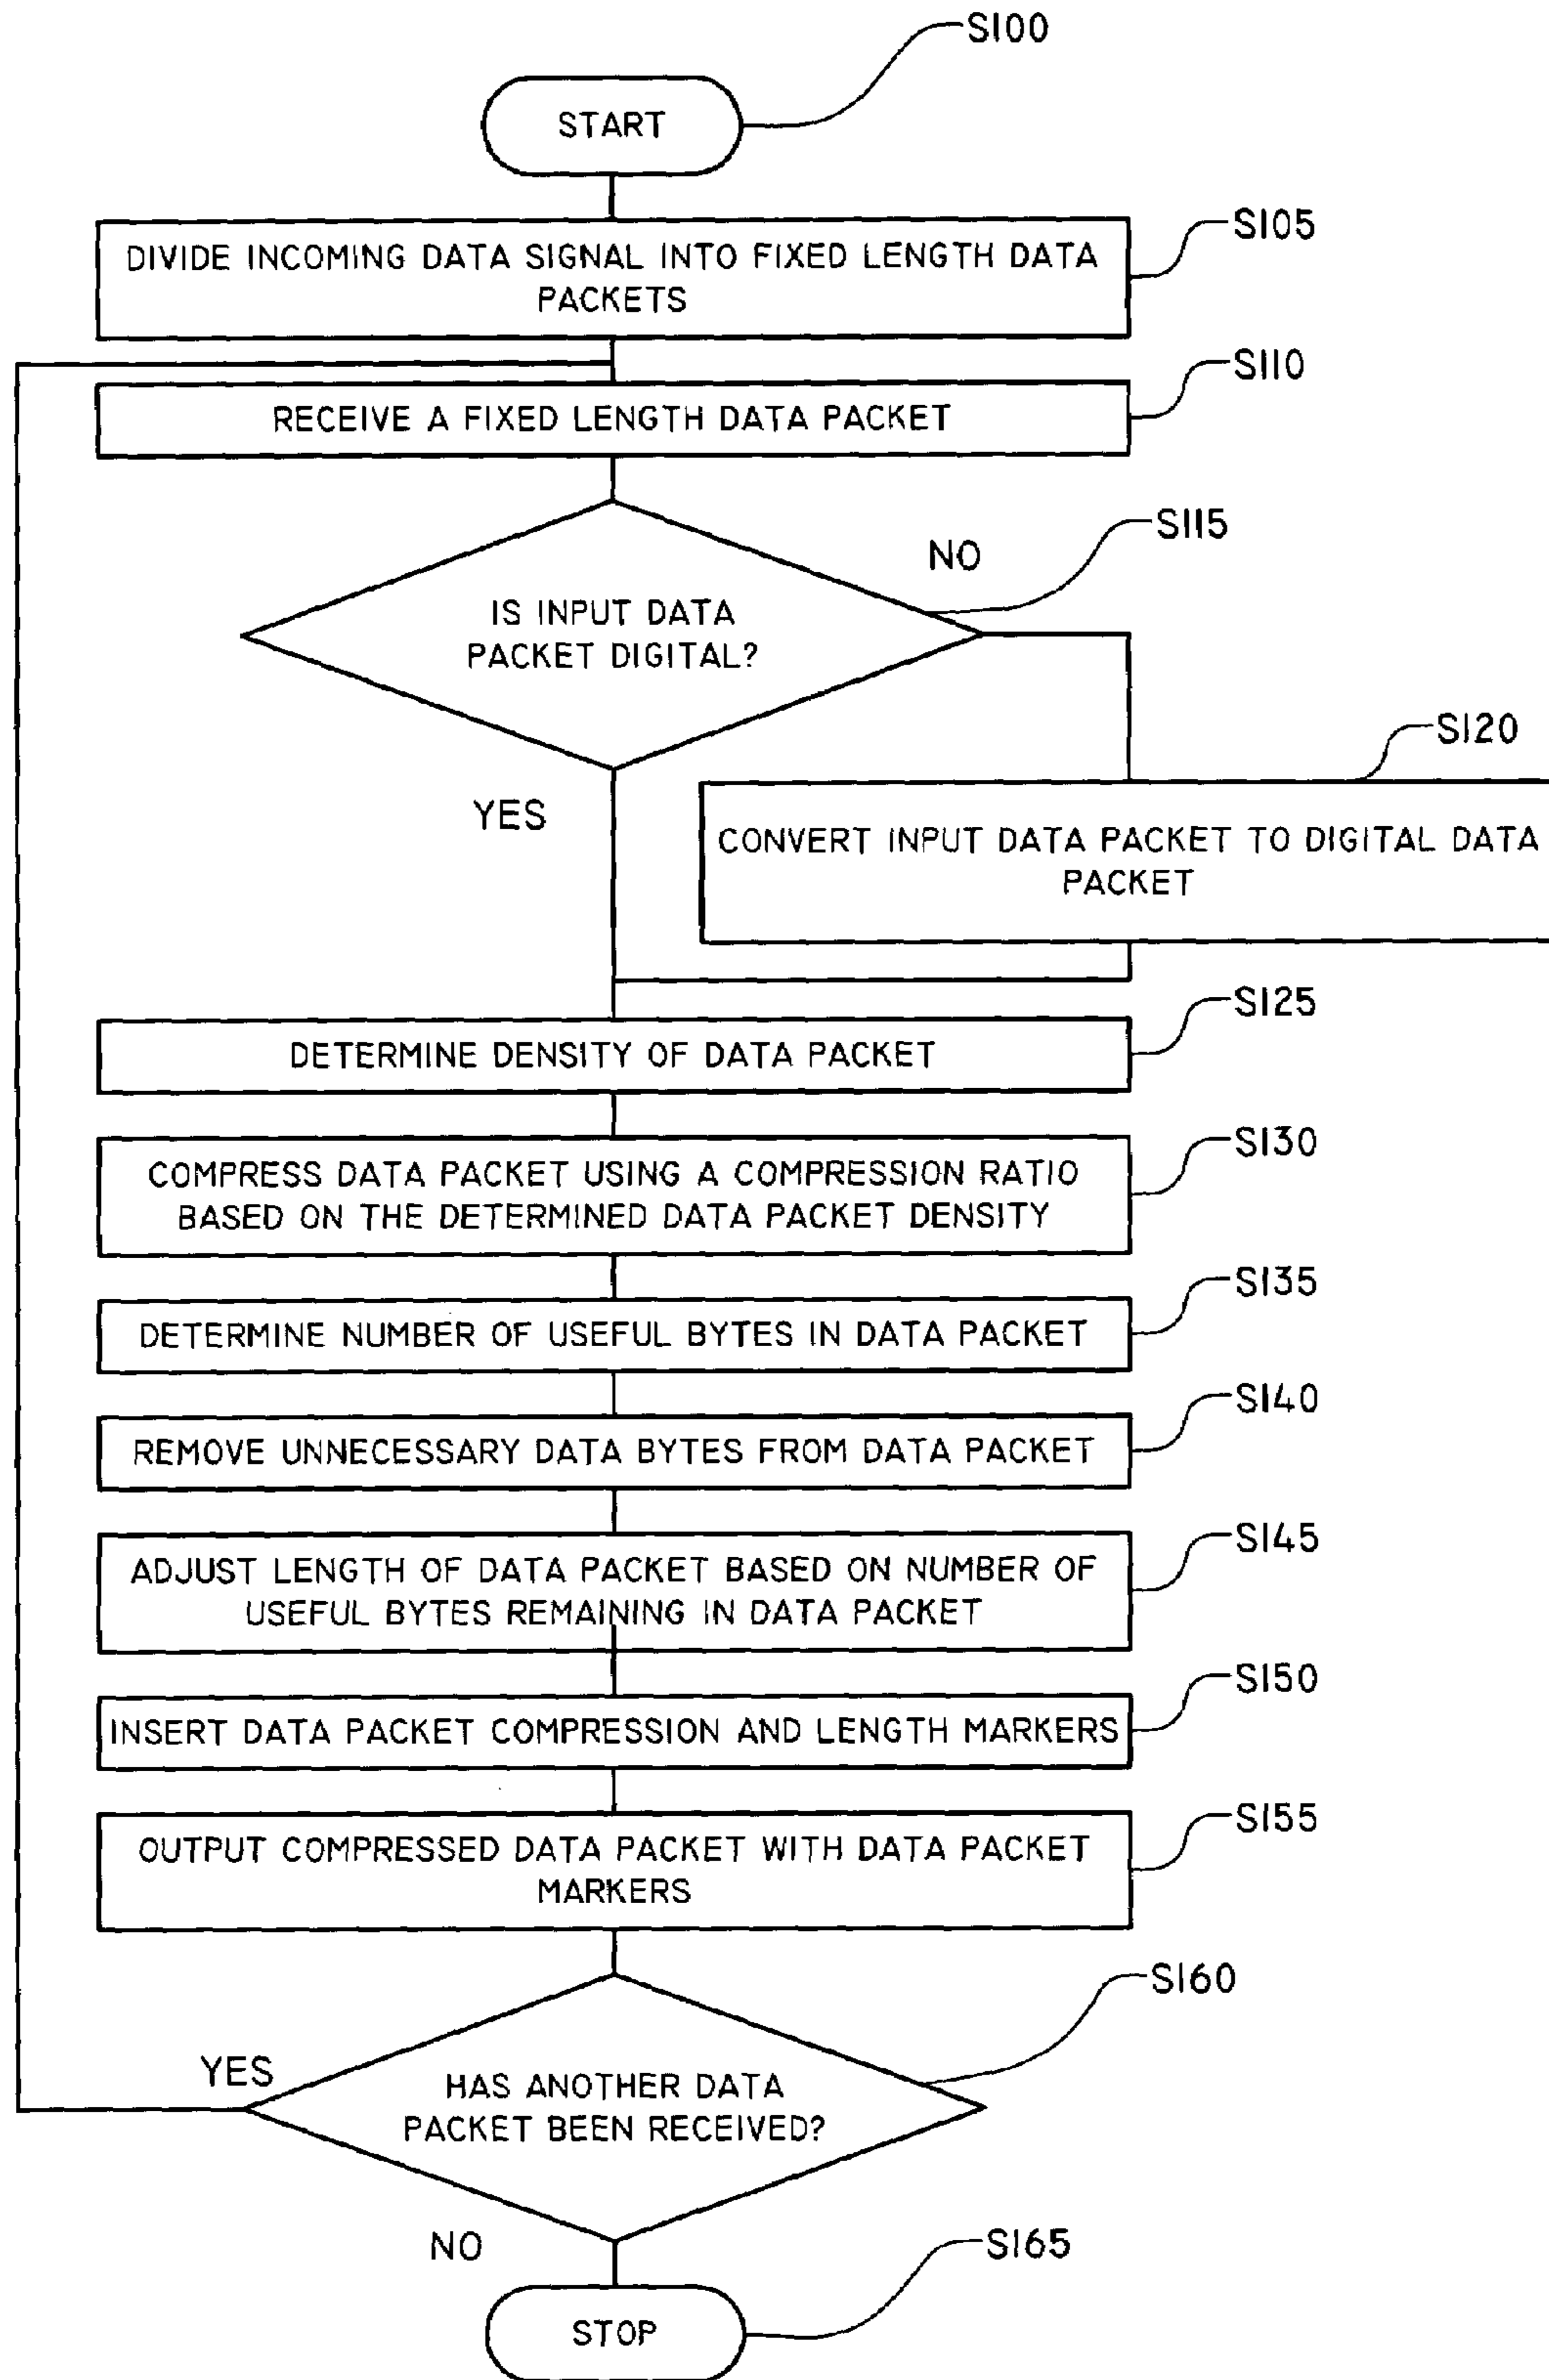 S100
START
S105
DIVIDE INCOMING DATA SIGNAL INTO FIXED LENGTH DATA
PACKETS
S110
RECEIVE A FIXED LENGTH DATA PACKET
S115
NO
IS INPUT DATA
PACKET DIGITAL?
YES
S120
CONVERT INPUT DATA PACKET TO DIGITAL DATA
PACKET
S125
DETERMINE DENSITY OF DATA PACKET
S130
COMPRESS DATA PACKET USING A COMPRESSION RATIO
BASED ON THE DETERMINED DATA PACKET DENSITY
S135
DETERMINE NUMBER OF USEFUL BYTES IN DATA PACKET
S140
REMOVE UNNECESSARY DATA BYTES FROM DATA PACKET
S145
ADJUST LENGTH OF DATA PACKET BASED ON NUMBER OF
USEFUL BYTES REMAINING IN DATA PACKET
S150
INSERT DATA PACKET COMPRESSION AND LENGTH MARKERS
S155
OUTPUT COMPRESSED DATA PACKET WITH DATA PACKET
MARKERS
S160
YES
HAS ANOTHER DATA
PACKET BEEN RECEIVED?
NO
S165
STOP